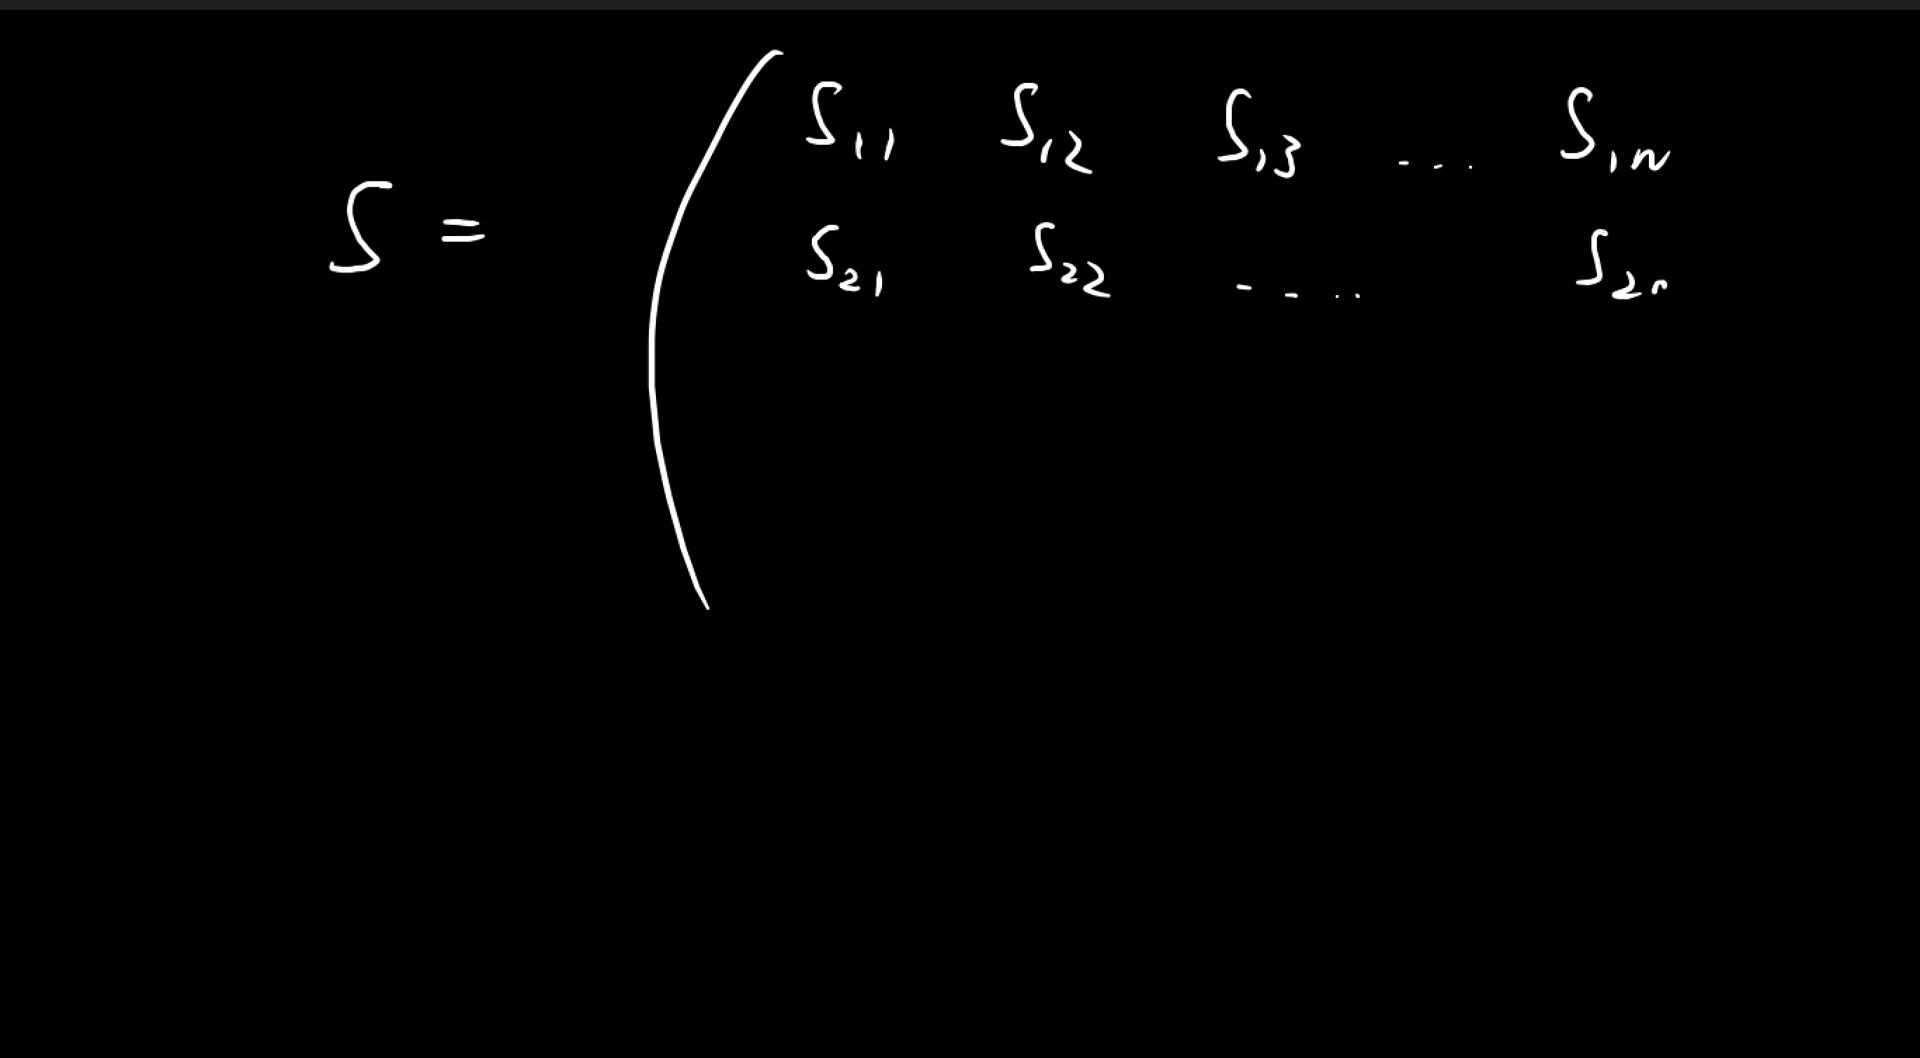 S = ( S₁₁ S₁₂ S₁₃ ... S₁ₙ
S₂₁ S₂₂ .... S₂ₙ